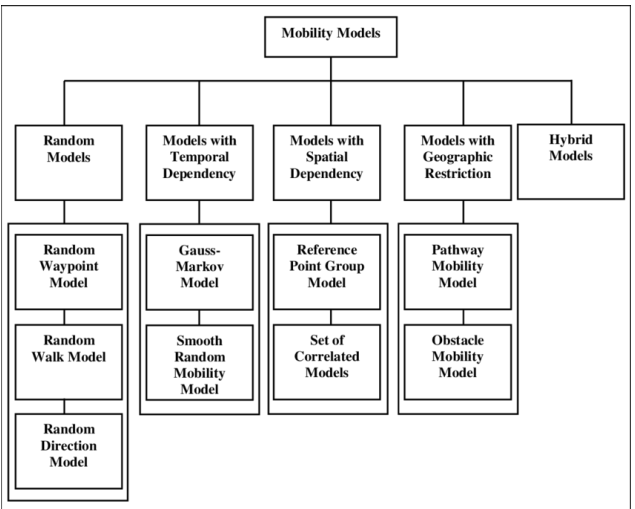 Mobility Models
Random
Models
Models with
Temporal
Dependency
Models with
Spatial
Dependency
Models with
Geographic
Restriction
Hybrid
Models
Random
Waypoint
Model
Random
Walk Model
Random
Direction
Model
Gauss-
Markov
Model
Smooth
Random
Mobility
Model
Reference
Point Group
Model
Set of
Correlated
Models
Pathway
Mobility
Model
Obstacle
Mobility
Model